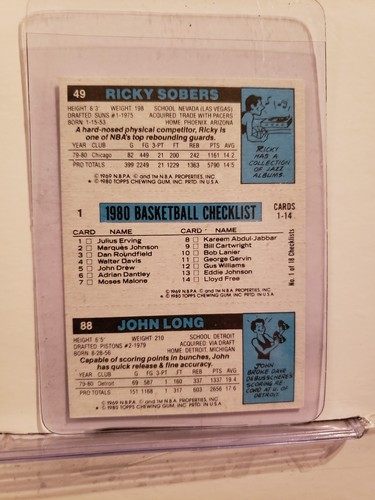 49 RICKY SOBERS
HEIGHT: 6'3" WEIGHT: 198 SCHOOL: NEVADA (LAS VEGAS)
DRAFTED: SUNS #1-1975 ACQUIRED: TRADE WITH PACERS
BORN: 1-15-53 HOME: PHOENIX, ARIZONA
A hard-nosed physical competitor, Ricky is
one of NBA's top rebounding guards.
YEAR CLUB G FG 3-PT FT REB PTS AVG
79-80 Chicago 82 449 21 200 242 1161 14.2
PRO TOTALS 399 2249 21 1229 1363 5790 14.5
© 1969 N.B.P.A. © and TM N.B.A. PROPERTIES, INC.
★ © 1980 TOPPS CHEWING GUM, INC. PRTD. IN U.S.A.
RICKY
HAS A
COLLECTION
OF JAZZ
ALBUMS.
1 1980 BASKETBALL CHECKLIST CARDS
1-14
CARD NAME CARD NAME
1 Julius Erving
2 Marques Johnson
3 Dan Roundfield
4 Walter Davis
5 John Drew
6 Adrian Dantley
7 Moses Malone
8 Kareem Abdul-Jabbar
9 Bill Cartwright
10 Bob Lanier
11 George Gervin
12 Gus Williams
13 Eddie Johnson
14 Lloyd Free
© and TM N.B.A. PROPERTIES, INC.
★ © 1980 TOPPS CHEWING GUM, INC. PRTD. IN U.S.A.
No. 1 of 19 Checklists
88 JOHN LONG
HEIGHT: 6'5" WEIGHT: 210 SCHOOL: DETROIT
DRAFTED: PISTONS #2-1979 ACQUIRED: VIA DRAFT
BORN: 8-28-56 HOME: DETROIT, MICHIGAN
Capable of scoring points in bunches, John
has quick release & fine accuracy.
YEAR CLUB G FG 3-PT FT REB PTS AVG
79-80 Detroit 69 587 1 160 337 1337 19.4
PRO TOTALS 151 1168 1 317 603 2656 17.6
© 1969 N.B.P.A. © and TM N.B.A. PROPERTIES, INC.
★ © 1980 TOPPS CHEWING GUM, INC. PRTD. IN U.S.A.
JOHN
BROKE DAVE
DEBUSSCHERE'S
SCORING
AT U. OF
DETROIT.